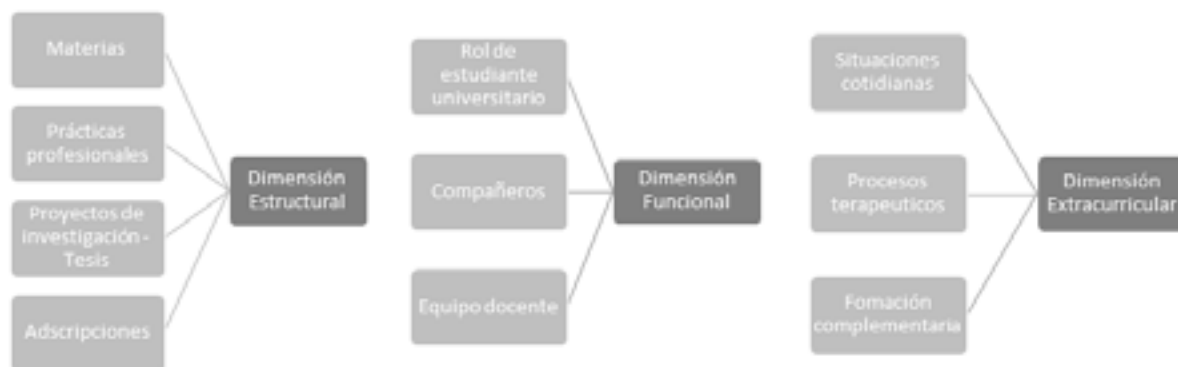 Materias
Prácticas
profesionales
Proyectos de
investigación -
Tesis
Adscripciones
Dimensión
Estructural
Rol de
estudiante
universitario
Compañeros
Equipo docente
Dimensión
Funcional
Situaciones
cotidianas
Procesos
terapeuticos
Fomación
complementaria
Dimensión
Extracurricular